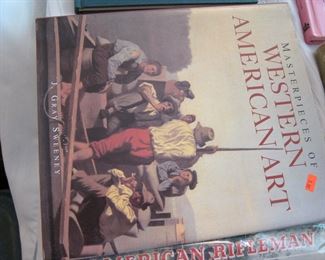 MASTERPIECES OF
WESTERN
AMERICAN ART
J. GRAY SWEENEY
AMERICAN RIFLEMAN